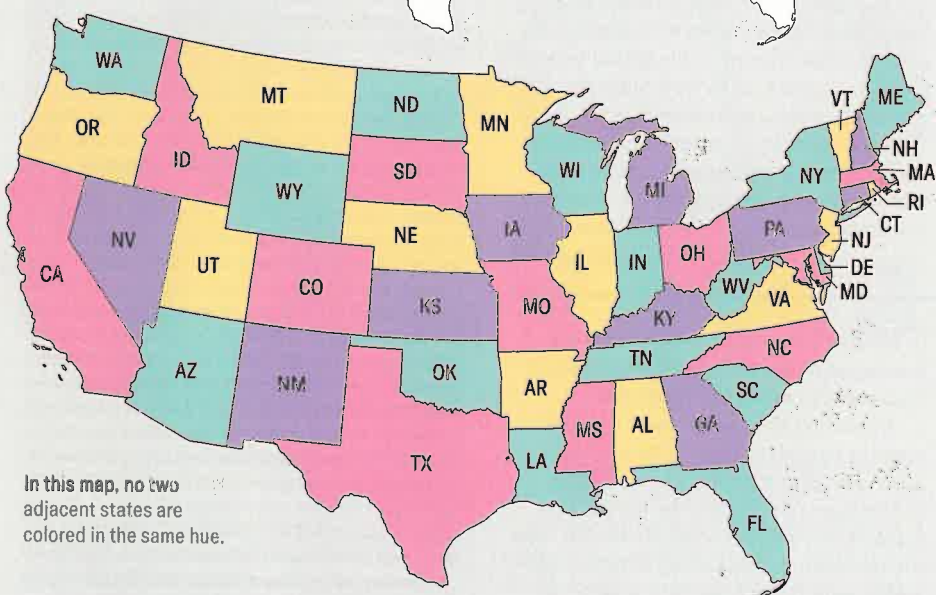 WA
MT
ND
MN
VT
ME
OR
ID
WI
NH
MA
WY
SD
MI
NY
RI
CT
NV
NE
IA
PA
NJ
CA
UT
CO
IL
IN
OH
DE
MD
KS
MO
WV
VA
KY
AZ
NM
OK
AR
TN
NC
SC
TX
MS
AL
GA
LA
FL
In this map, no two
adjacent states are
colored in the same hue.